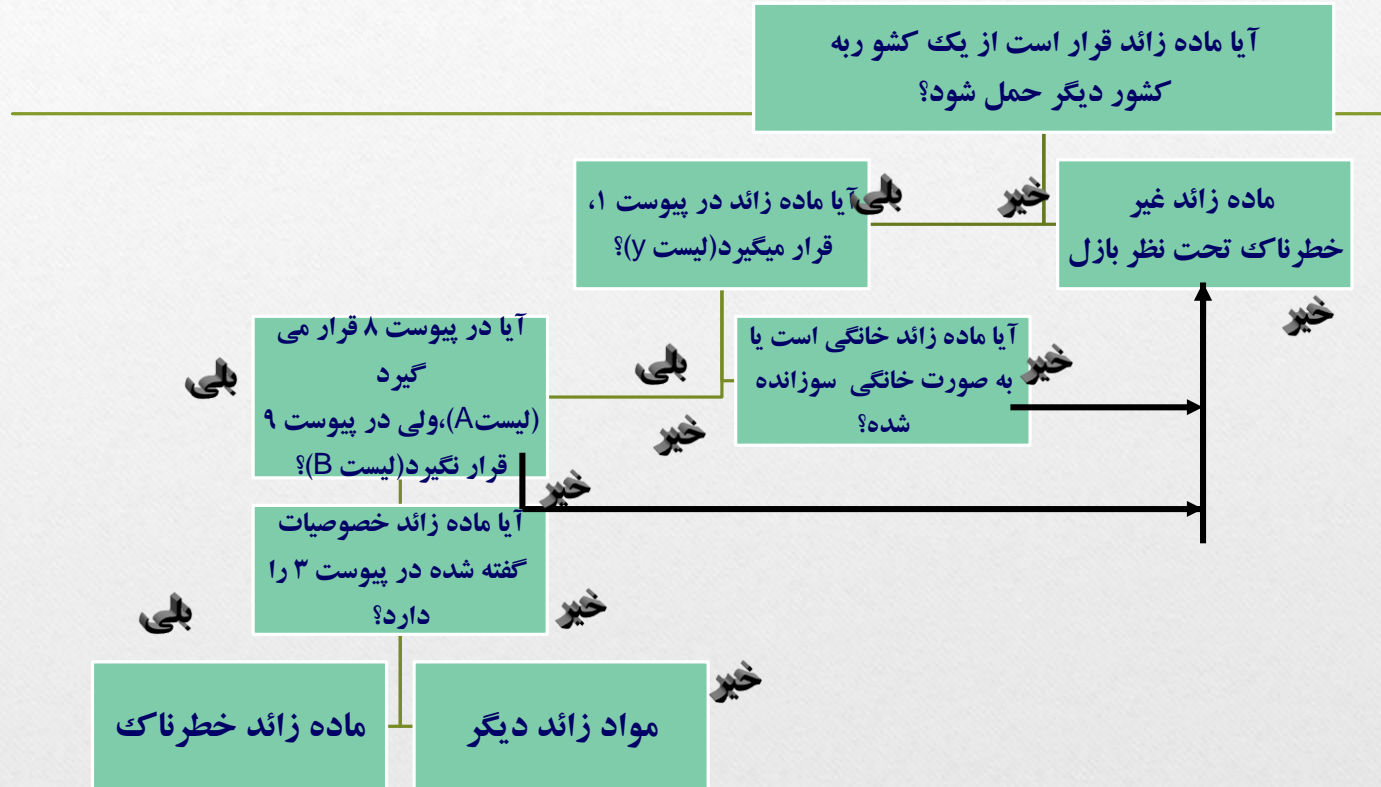 آیا ماده زائد قرار است از یک کشو ربه
کشور دیگر حمل شود؟
بلی
خیر
ماده زائد غیر
خطرناک تحت نظر بازل
آیا ماده زائد در پیوست ۱،
قرار میگیرد(لیست y)؟
خیر
آیا ماده زائد خانگی است یا
به صورت خانگی سوزانده
شده؟
خیر
بلی
خیر
آیا در پیوست ۸ قرار می
گیرد
(لیستA)،ولی در پیوست ۹
قرار نگیرد(لیست B)؟
بلی
خیر
آیا ماده زائد خصوصیات
گفته شده در پیوست ۳ را
دارد؟
بلی
خیر
خیر
مواد زائد دیگر
ماده زائد خطرناک